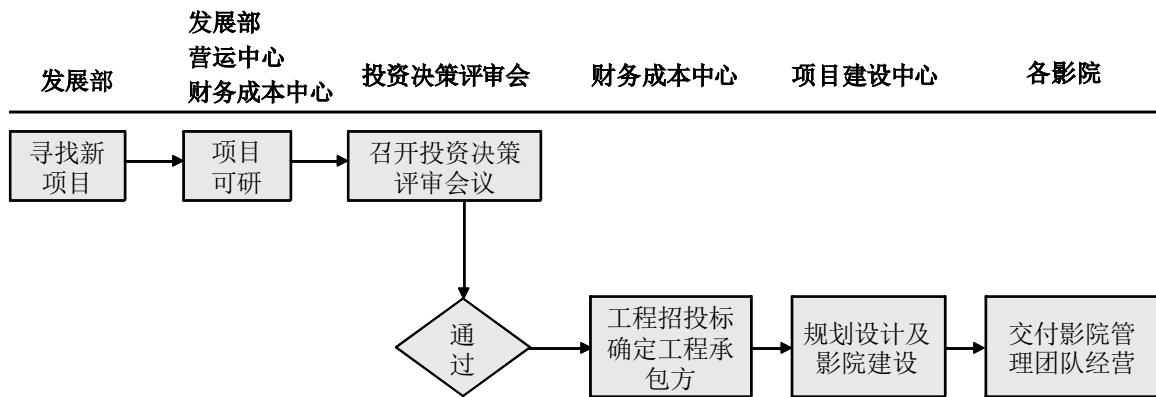 发展部
发展部
营运中心
财务成本中心
投资决策评审会
财务成本中心
项目建设中心
各影院
寻找新
项目
项目
可研
召开投资决策
评审会议
通
过
工程招投标
确定工程承
包方
规划设计及
影院建设
交付影院管
理团队经营